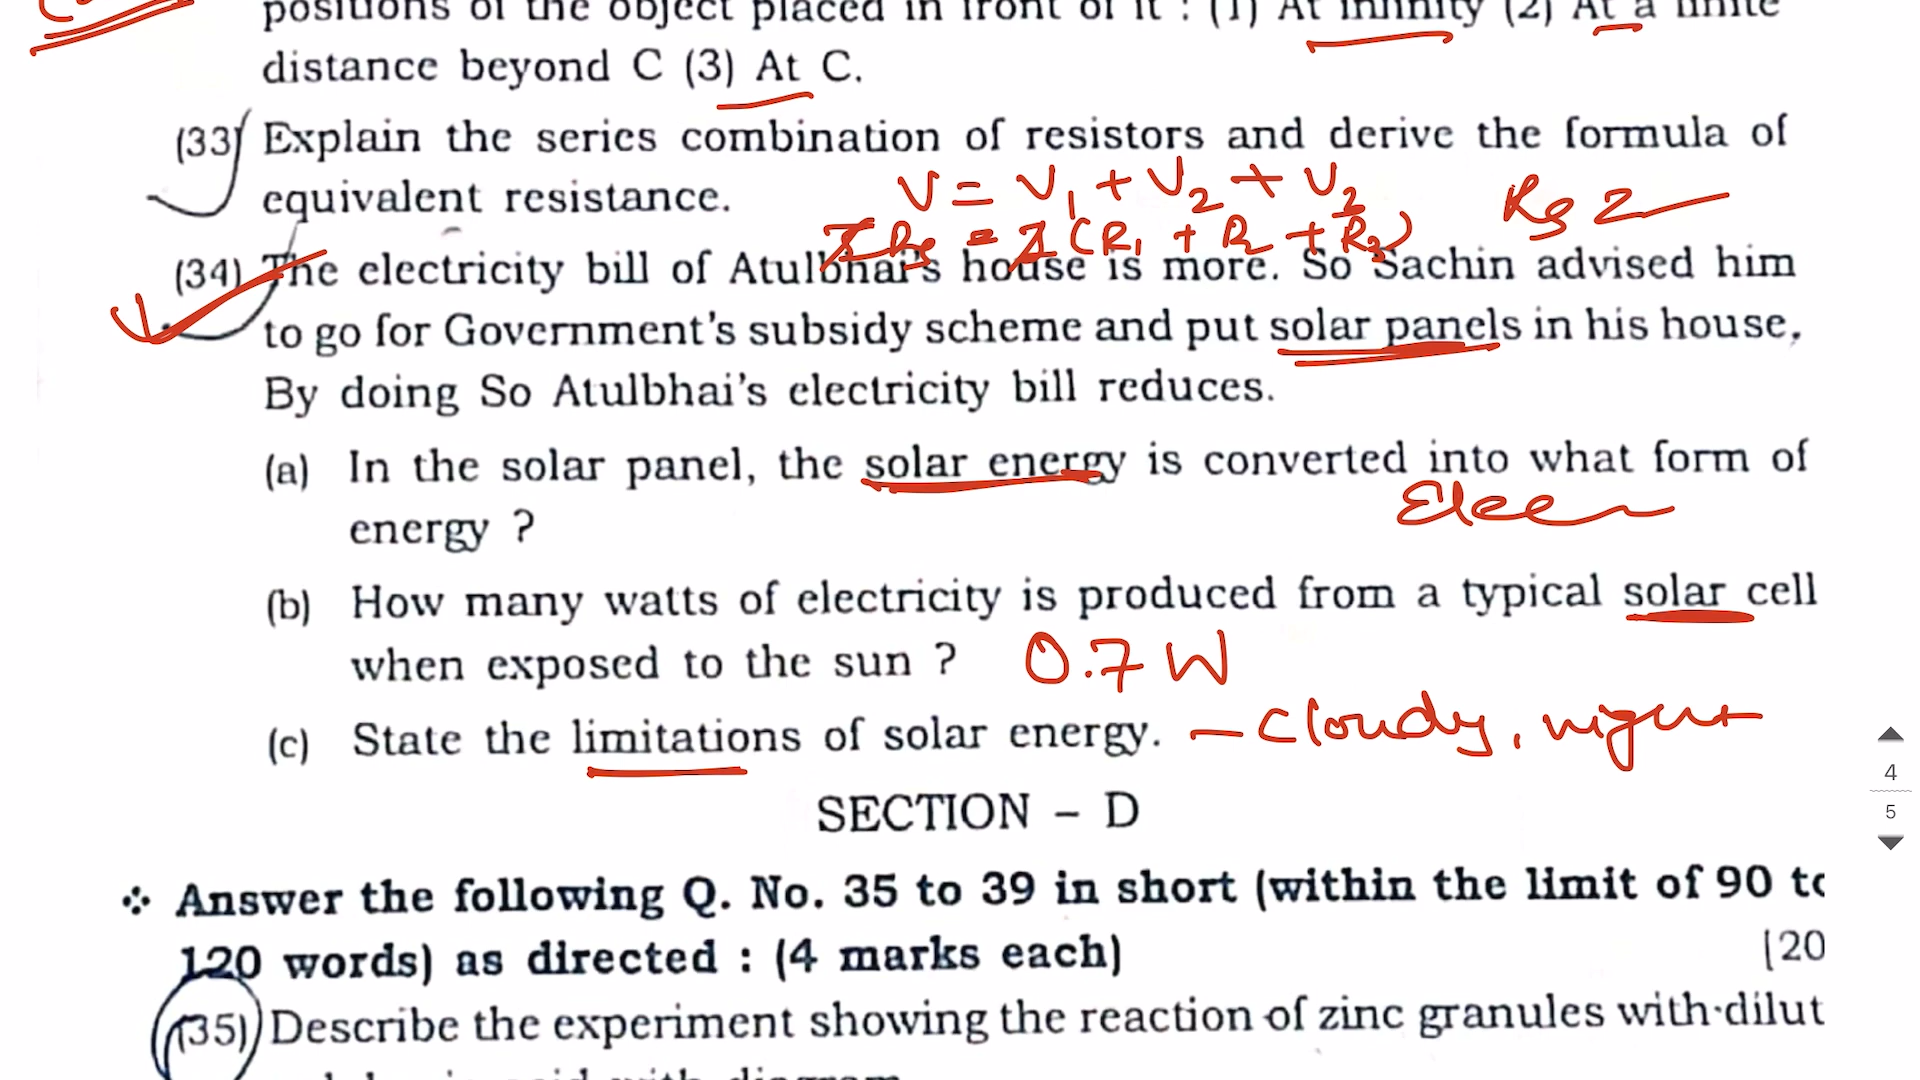 positions of the object placed in front of it : (1) At infinity (2) At a finite
distance beyond C (3) At C.
(33) Explain the series combination of resistors and derive the formula of
equivalent resistance.
V = V1 + V2 + V2
I Rs = I (R1 + R + R3)
Rs
(34) The electricity bill of Atulbhai's house is more. So Sachin advised him
to go for Government's subsidy scheme and put solar panels in his house,
By doing So Atulbhai's electricity bill reduces.
(a) In the solar panel, the solar energy is converted into what form of
energy ?
(b) How many watts of electricity is produced from a typical solar cell
when exposed to the sun ? 0.7 W
(c) State the limitations of solar energy. – Cloudy, night
SECTION – D
❖ Answer the following Q. No. 35 to 39 in short (within the limit of 90 to
120 words) as directed : (4 marks each) [20
(35) Describe the experiment showing the reaction of zinc granules with dilut
with diagram
4
5